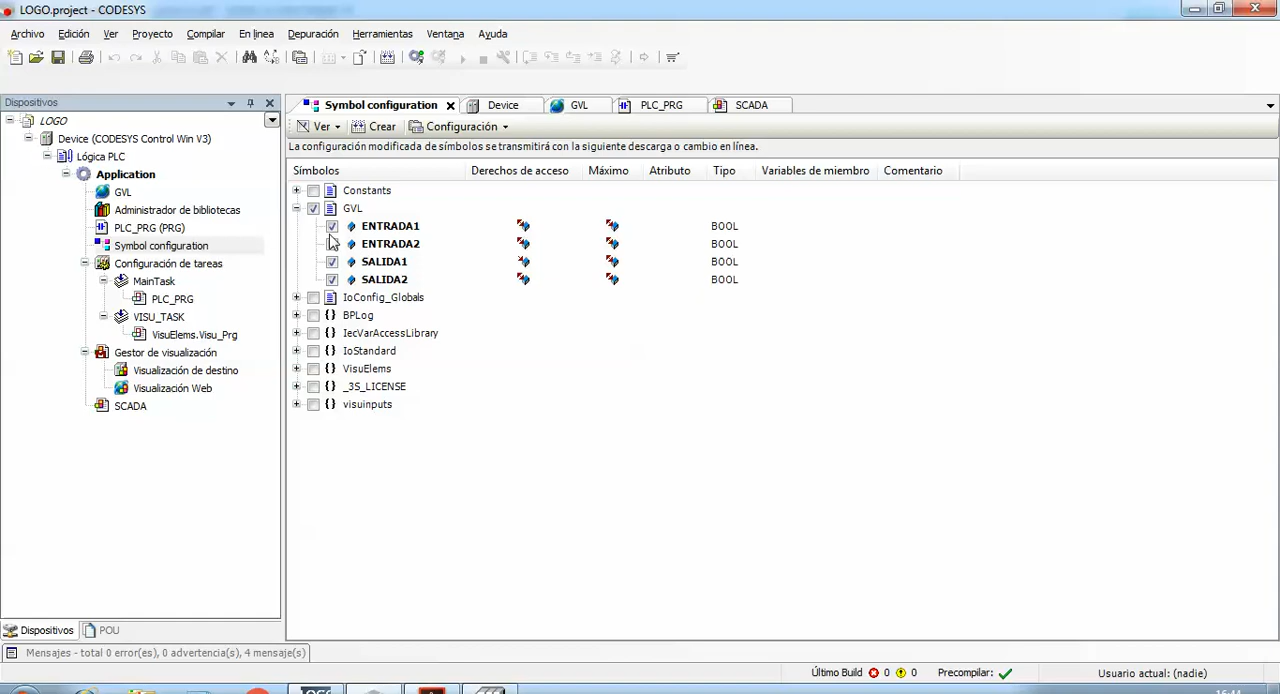 LOGO.project - CODESYS
Archivo Edición Ver Proyecto Compilar En línea Depuración Herramientas Ventana Ayuda
Dispositivos
LOGO
Device (CODESYS Control Win V3)
Lógica PLC
Application
GVL
Administrador de bibliotecas
PLC_PRG (PRG)
Symbol configuration
Configuración de tareas
MainTask
PLC_PRG
VISU_TASK
VisuElems.Visu_Prg
Gestor de visualización
Visualización de destino
Visualización Web
SCADA
Dispositivos POU
Symbol configuration Device GVL PLC_PRG SCADA
Ver Crear Configuración
La configuración modificada de símbolos se transmitirá con la siguiente descarga o cambio en línea.
Símbolos Derechos de acceso Máximo Atributo Tipo Variables de miembro Comentario
Constants
GVL
ENTRADA1 BOOL
ENTRADA2 BOOL
SALIDA1 BOOL
SALIDA2 BOOL
IoConfig_Globals
BPLog
IecVarAccessLibrary
IoStandard
VisuElems
_3S_LICENSE
visuinputs
Mensajes - total 0 error(es), 0 advertencia(s), 4 mensaje(s)
Último Build 0 0 Precompilar: Usuario actual: (nadie)